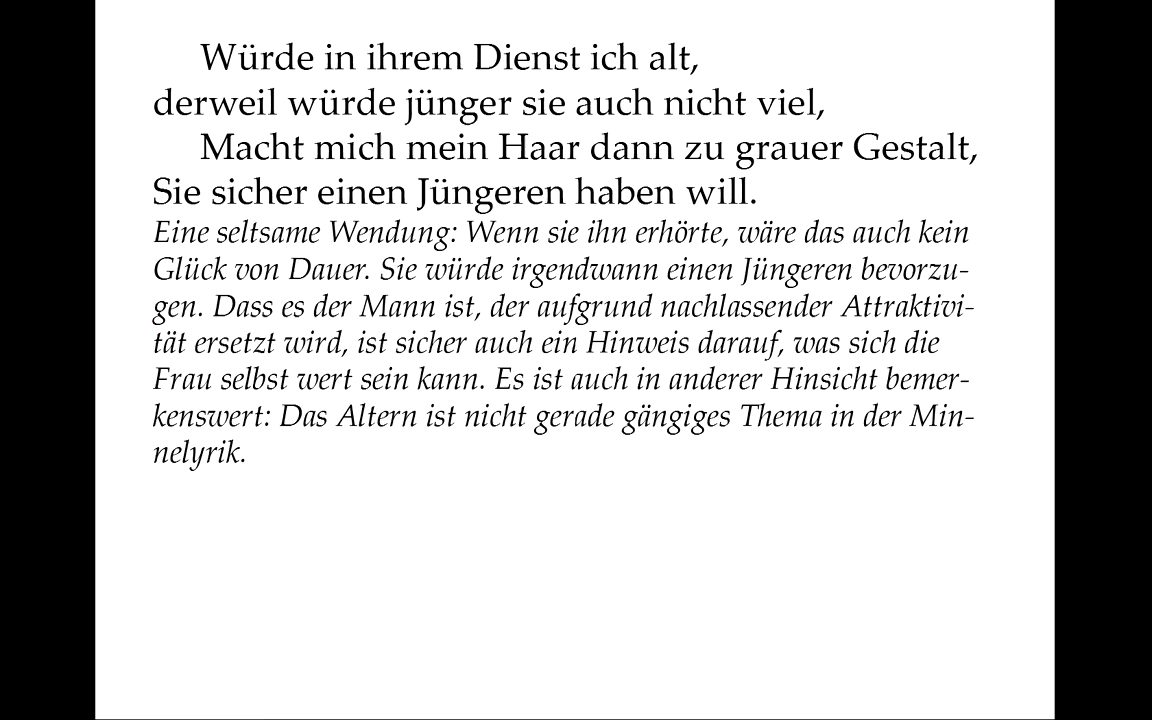 Würde in ihrem Dienst ich alt,
derweil würde jünger sie auch nicht viel,
Macht mich mein Haar dann zu grauer Gestalt,
Sie sicher einen Jüngeren haben will.
Eine seltsame Wendung: Wenn sie ihn erhörte, wäre das auch kein
Glück von Dauer. Sie würde irgendwann einen Jüngeren bevorzu-
gen. Dass es der Mann ist, der aufgrund nachlassender Attraktivi-
tät ersetzt wird, ist sicher auch ein Hinweis darauf, was sich die
Frau selbst wert sein kann. Es ist auch in anderer Hinsicht bemer-
kenswert: Das Altern ist nicht gerade gängiges Thema in der Min-
nelyrik.